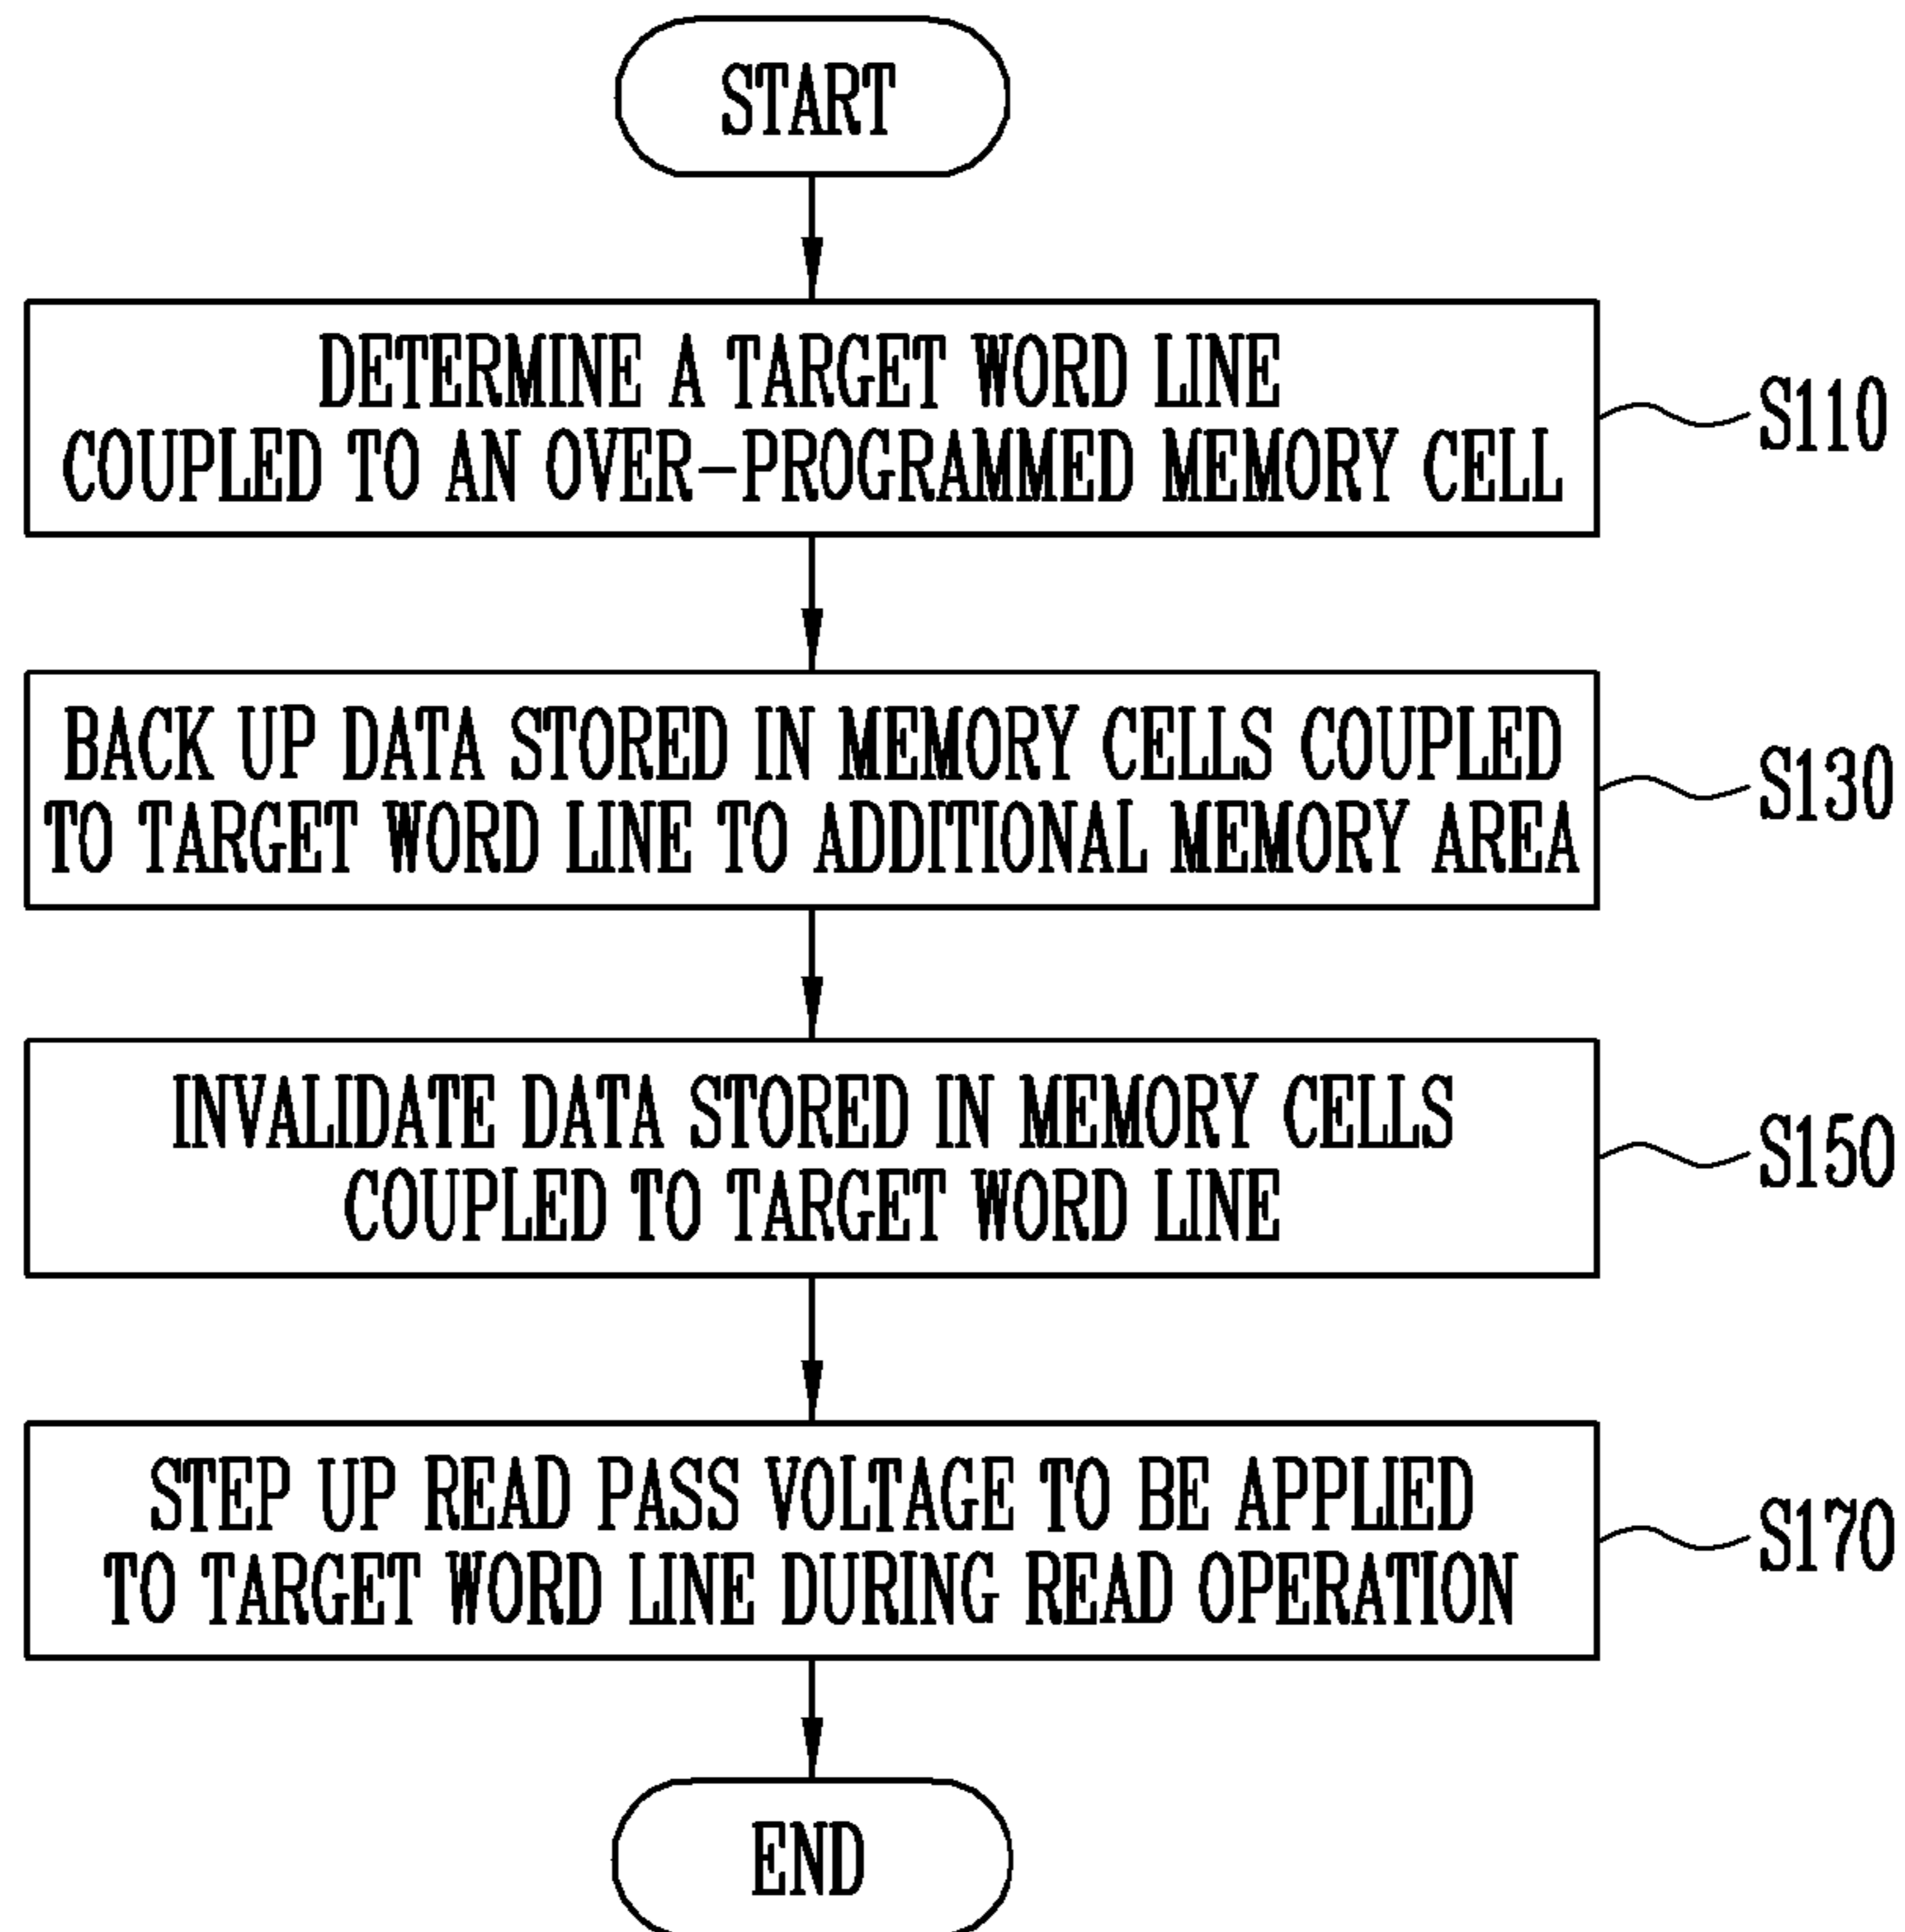 START
DETERMINE A TARGET WORD LINE
COUPLED TO AN OVER-PROGRAMMED MEMORY CELL
S110
BACK UP DATA STORED IN MEMORY CELLS COUPLED
TO TARGET WORD LINE TO ADDITIONAL MEMORY AREA
S130
INVALIDATE DATA STORED IN MEMORY CELLS
COUPLED TO TARGET WORD LINE
S150
STEP UP READ PASS VOLTAGE TO BE APPLIED
TO TARGET WORD LINE DURING READ OPERATION
S170
END